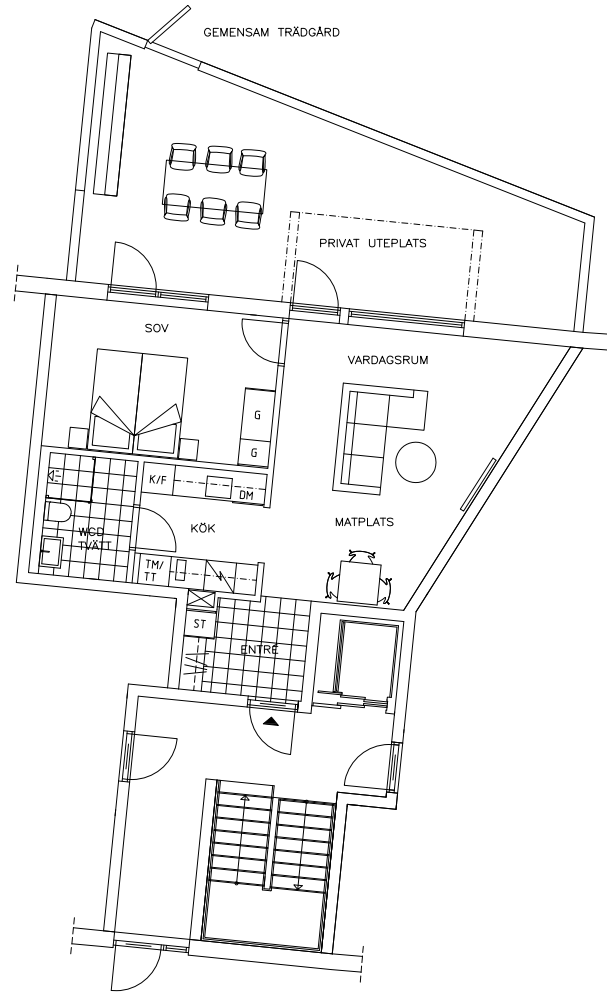 GEMENSAM TRÄDGÅRD
PRIVAT UTEPLATS
SOV
VARDAGSRUM
G
G
K/F
DM
KÖK
MATPLATS
WCD
TVÄTT
TM/
TT
ST
ENTRÉ